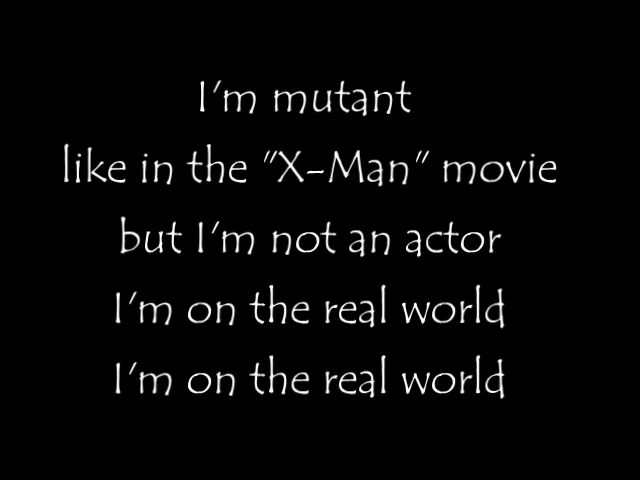 I'm mutant
like in the "X-Man" movie
but I'm not an actor
I'm on the real world
I'm on the real world